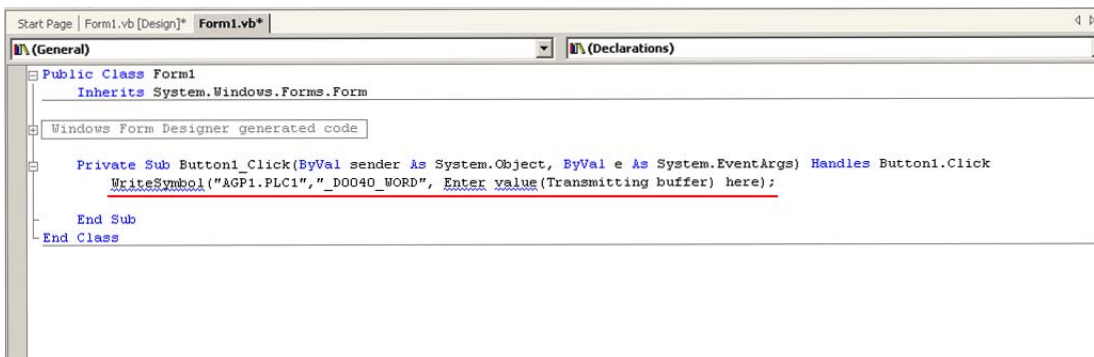 Start Page | Form1.vb [Design]* Form1.vb*
(General) (Declarations)
Public Class Form1
Inherits System.Windows.Forms.Form
Windows Form Designer generated code
Private Sub Button1_Click(ByVal sender As System.Object, ByVal e As System.EventArgs) Handles Button1.Click
WriteSymbol("AGP1.PLC1","_D0040_WORD", Enter value(Transmitting buffer) here);
End Sub
End Class